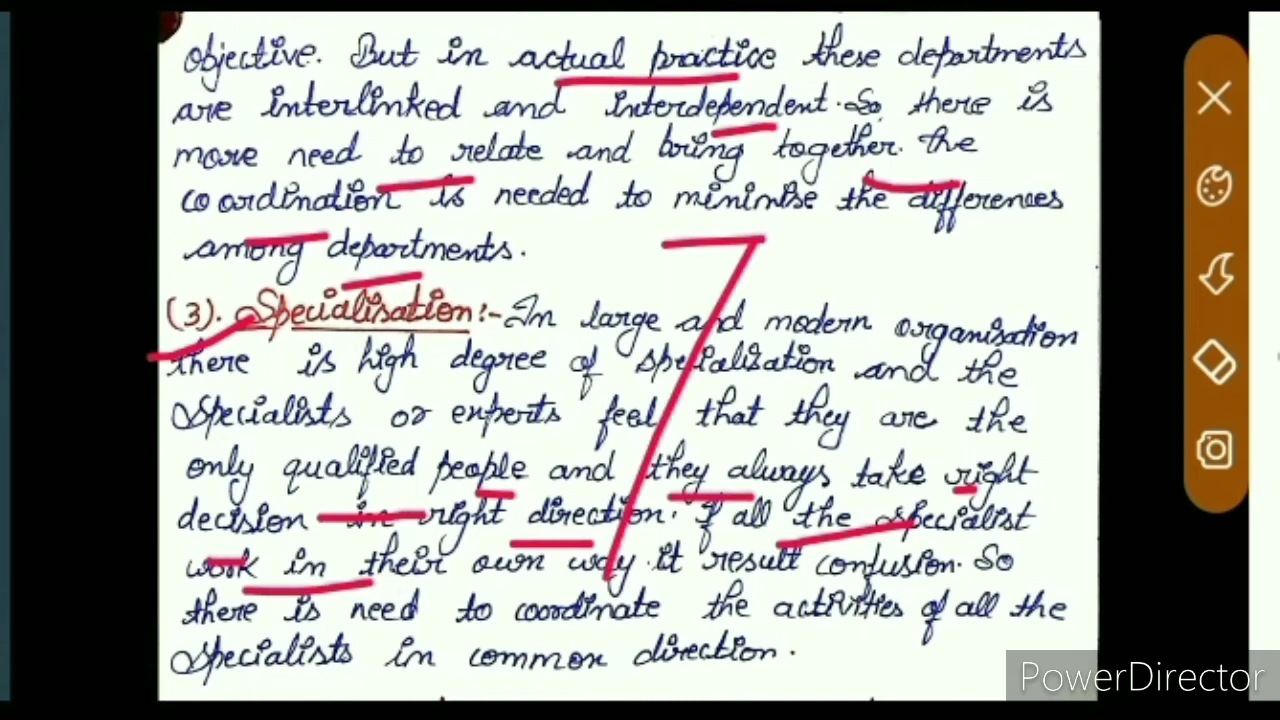 objective. But in actual practice these departments
are interlinked and interdependent. So there is
more need to relate and bring together. The
coordination is needed to minimise the differences
among departments.
(3). Specialisation:- In large and modern organisation
there is high degree of specialization and the
specialists or experts feel that they are the
only qualified people and they always take right
decision in right direction. If all the specialist
work in their own way. it result confusion. So
there is need to coordinate the activities of all the
specialists in common direction.
PowerDirector